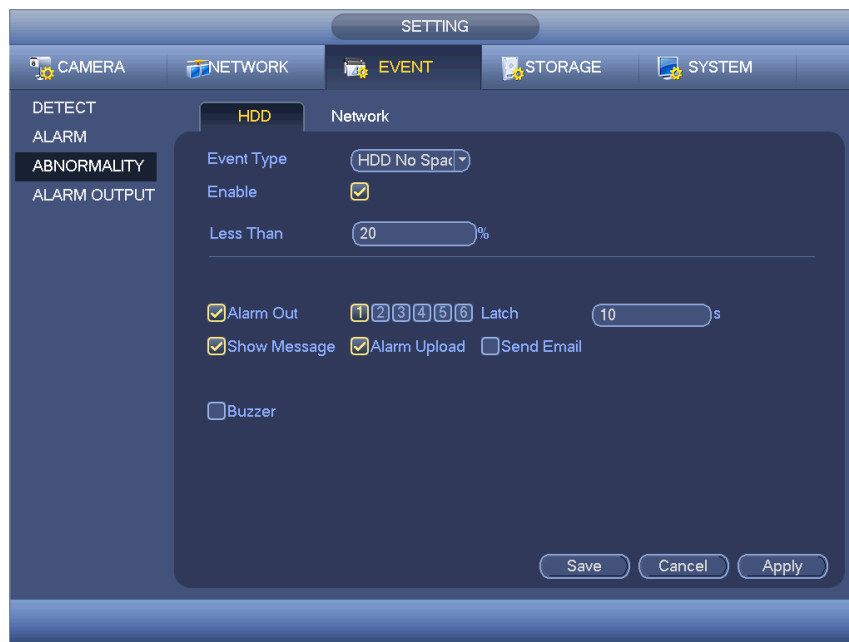 SETTING
CAMERA NETWORK EVENT STORAGE SYSTEM
DETECT
ALARM
ABNORMALITY
ALARM OUTPUT
HDD Network
Event Type HDD No Spac
Enable
Less Than 20 %
Alarm Out 1 2 3 4 5 6 Latch 10 s
Show Message Alarm Upload Send Email
Buzzer
Save Cancel Apply